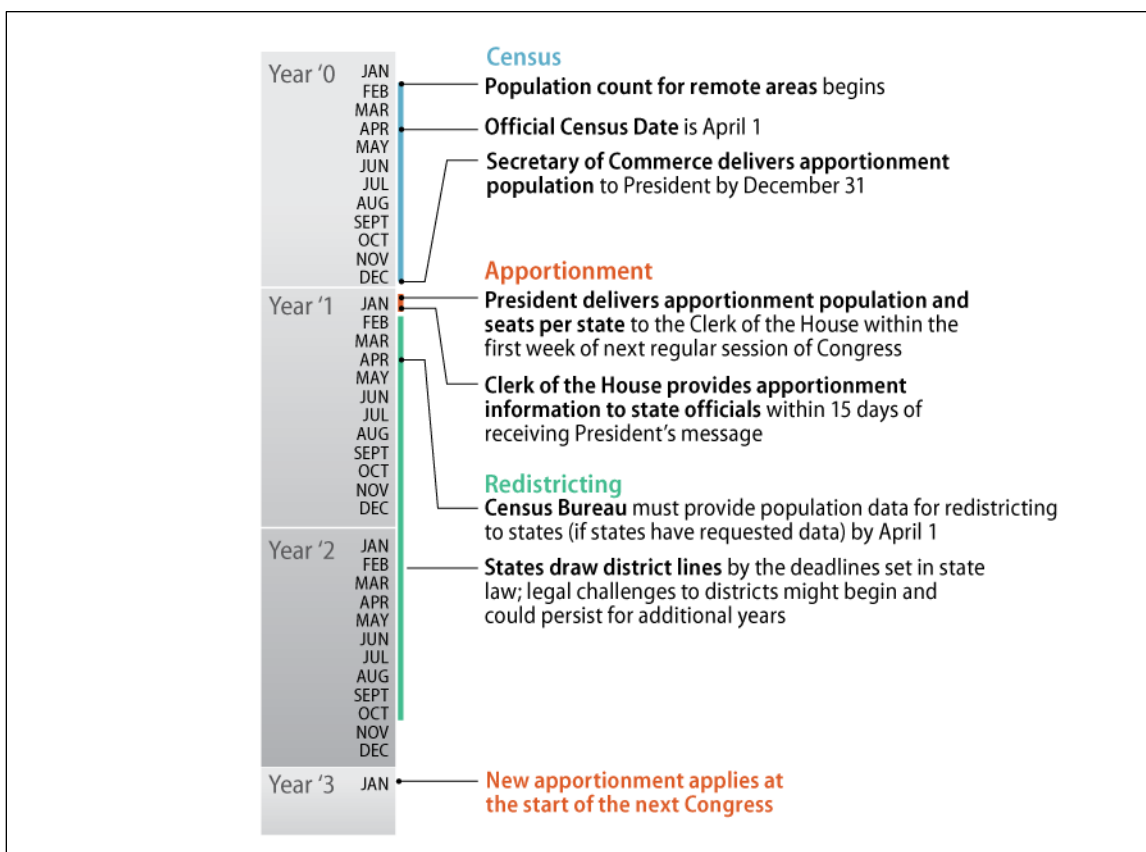 Census
Year ‘0
JAN
FEB
MAR
APR
MAY
JUN
JUL
AUG
SEPT
OCT
NOV
DEC
Population count for remote areas begins
Official Census Date is April 1
Secretary of Commerce delivers apportionment
population to President by December 31
Apportionment
Year ‘1
JAN
FEB
MAR
APR
MAY
JUN
JUL
AUG
SEPT
OCT
NOV
DEC
President delivers apportionment population and
seats per state to the Clerk of the House within the
first week of next regular session of Congress
Clerk of the House provides apportionment
information to state officials within 15 days of
receiving President’s message
Redistricting
Census Bureau must provide population data for redistricting
to states (if states have requested data) by April 1
Year ‘2
JAN
FEB
MAR
APR
MAY
JUN
JUL
AUG
SEPT
OCT
NOV
DEC
States draw district lines by the deadlines set in state
law; legal challenges to districts might begin and
could persist for additional years
Year ‘3
JAN
New apportionment applies at
the start of the next Congress